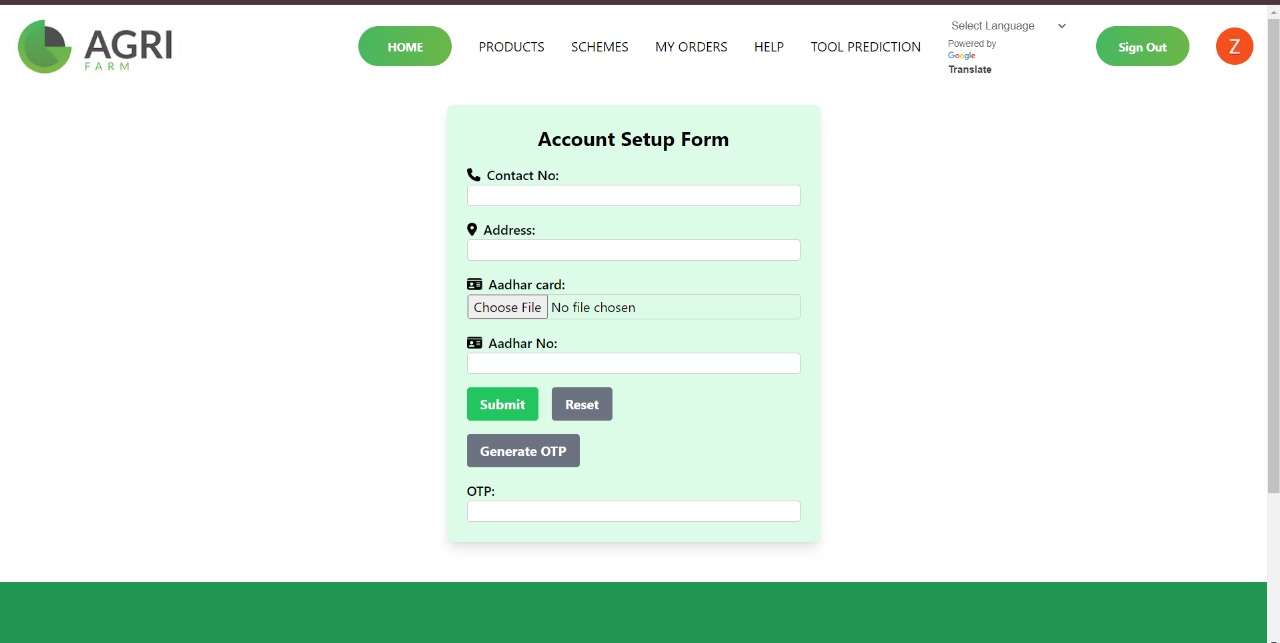 AGRI
FARM
HOME PRODUCTS SCHEMES MY ORDERS HELP TOOL PREDICTION
Select Language
Powered by
Google
Translate
Sign Out
Z
Account Setup Form
Contact No:
Address:
Aadhar card:
Choose File No file chosen
Aadhar No:
Submit Reset
Generate OTP
OTP: